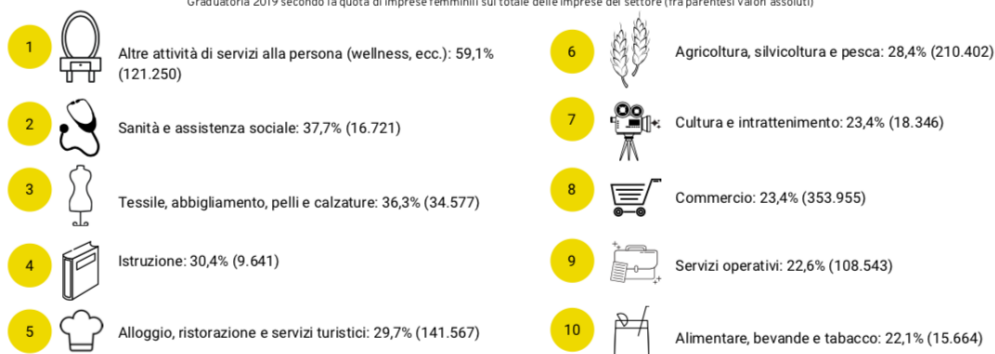 Graduatoria 2019 secondo la quota di imprese femminili sul totale delle imprese del settore (fra parentesi valori assoluti)
1
Altre attività di servizi alla persona (wellness, ecc.): 59,1%
(121.250)
2
Sanità e assistenza sociale: 37,7% (16.721)
3
Tessile, abbigliamento, pelli e calzature: 36,3% (34.577)
4
Istruzione: 30,4% (9.641)
5
Alloggio, ristorazione e servizi turistici: 29,7% (141.567)
6
Agricoltura, silvicoltura e pesca: 28,4% (210.402)
7
Cultura e intrattenimento: 23,4% (18.346)
8
Commercio: 23,4% (353.955)
9
Servizi operativi: 22,6% (108.543)
10
Alimentare, bevande e tabacco: 22,1% (15.664)